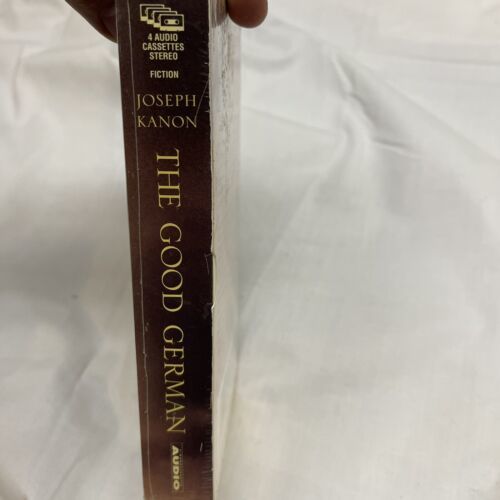 4 AUDIO
CASSETTES
STEREO
FICTION
JOSEPH
KANON
THE GOOD GERMAN
AUDIO